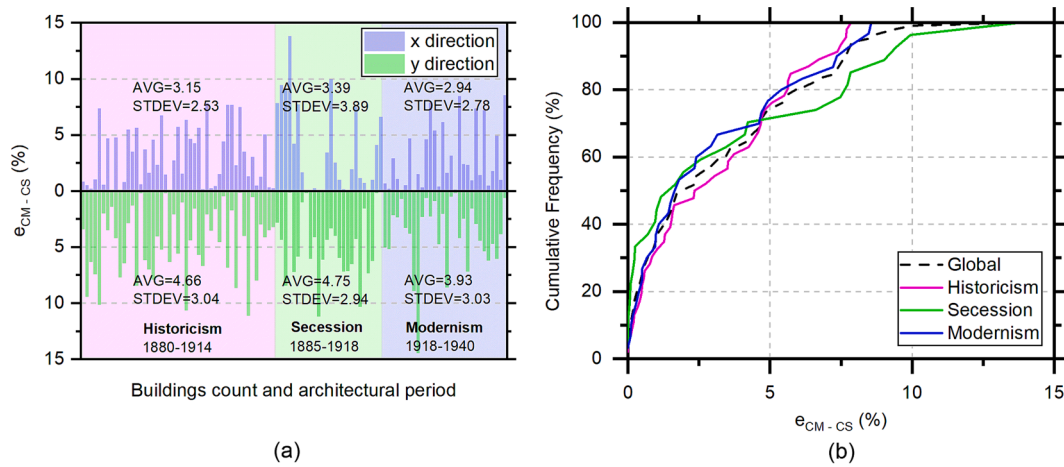 15
10
5
0
5
10
15
e CM - CS (%)
x direction
y direction
AVG=3.15
STDEV=2.53
AVG=3.39
STDEV=3.89
AVG=2.94
STDEV=2.78
AVG=4.66
STDEV=3.04
AVG=4.75
STDEV=2.94
AVG=3.93
STDEV=3.03
Historicism
1880-1914
Secession
1885-1918
Modernism
1918-1940
Buildings count and architectural period
(a)
100
80
60
40
20
0
Cumulative Frequency (%)
Global
Historicism
Secession
Modernism
0
5
10
15
e CM - CS (%)
(b)